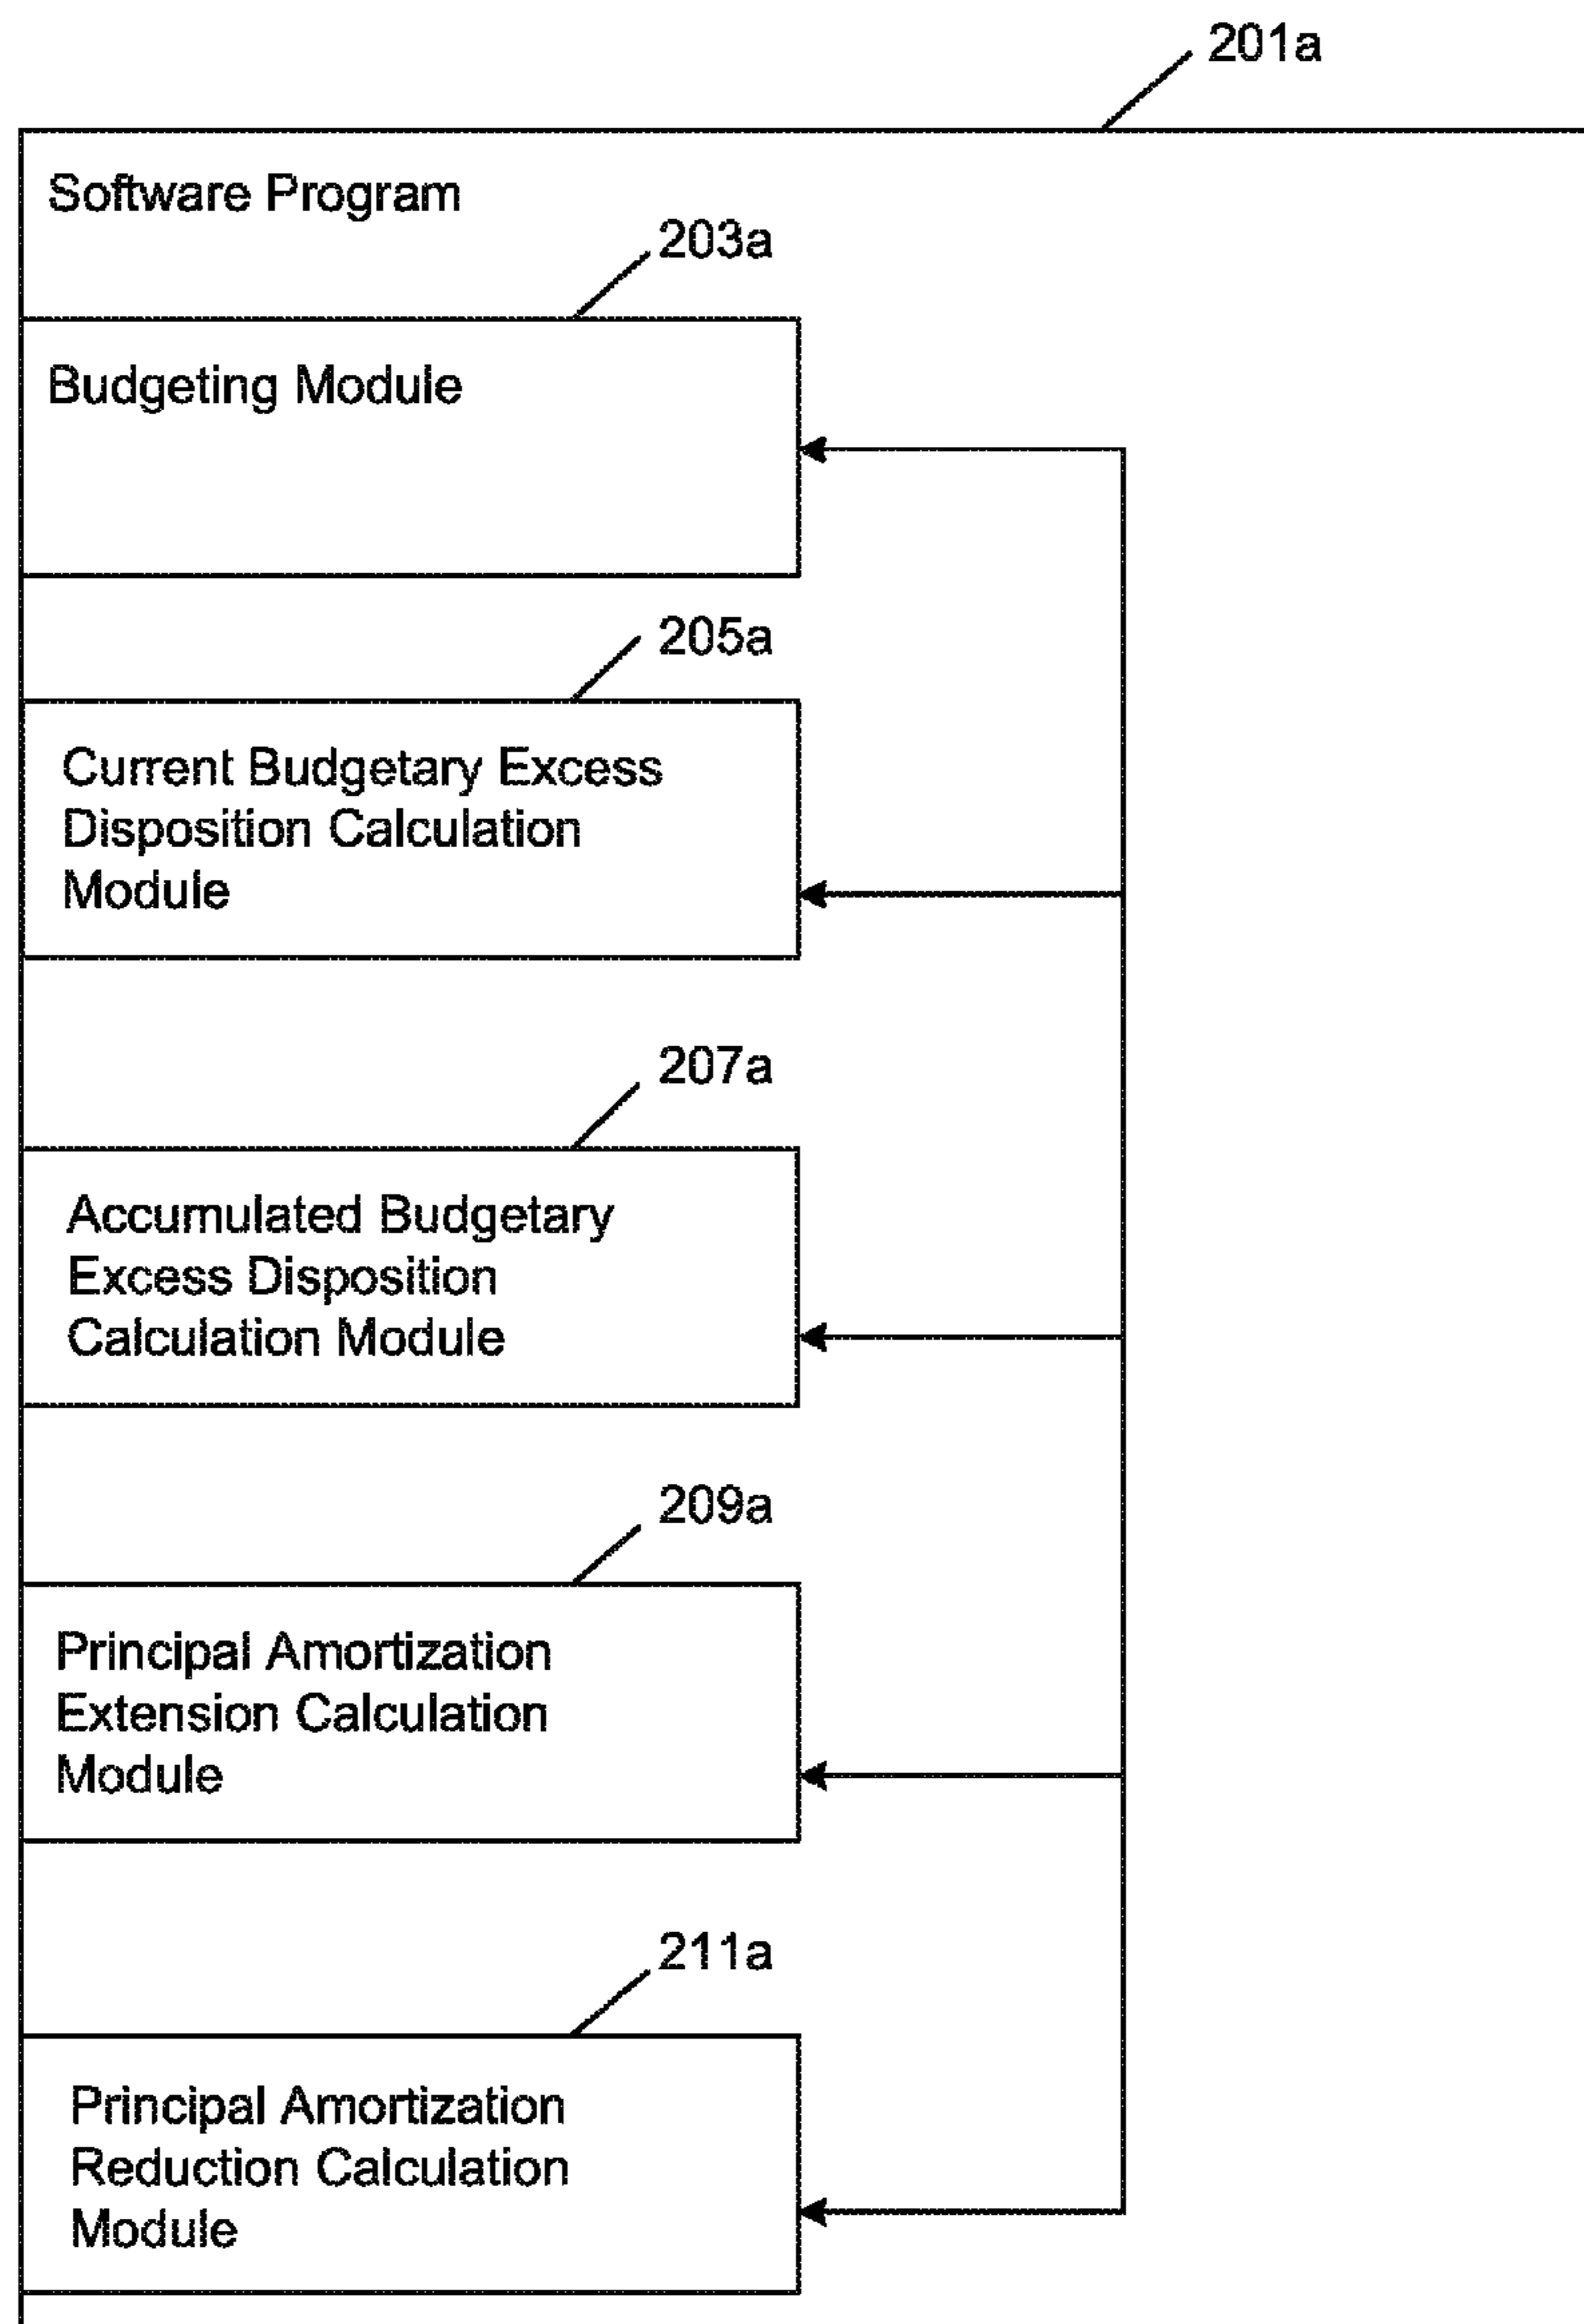 201a
Software Program
203a
Budgeting Module
205a
Current Budgetary Excess
Disposition Calculation
Module
207a
Accumulated Budgetary
Excess Disposition
Calculation Module
209a
Principal Amortization
Extension Calculation
Module
211a
Principal Amortization
Reduction Calculation
Module